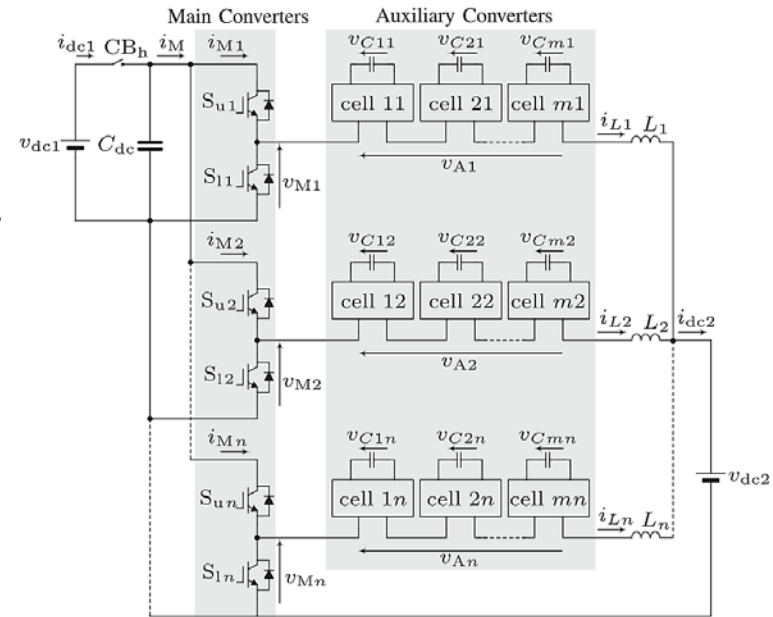 Main Converters Auxiliary Converters
i_dc1 CB_h i_M i_M1 v_C11 v_C21 v_Cm1
S_u1 cell 11 cell 21 cell m1 i_L1 L_1
v_dc1 C_dc
v_A1
S_l1 v_M1
i_M2 v_C12 v_C22 v_Cm2
S_u2 cell 12 cell 22 cell m2 i_L2 L_2 i_dc2
v_A2
S_l2 v_M2
i_Mn v_C1n v_C2n v_Cmn
v_dc2
S_un cell 1n cell 2n cell mn i_Ln L_n
v_An
S_ln v_Mn